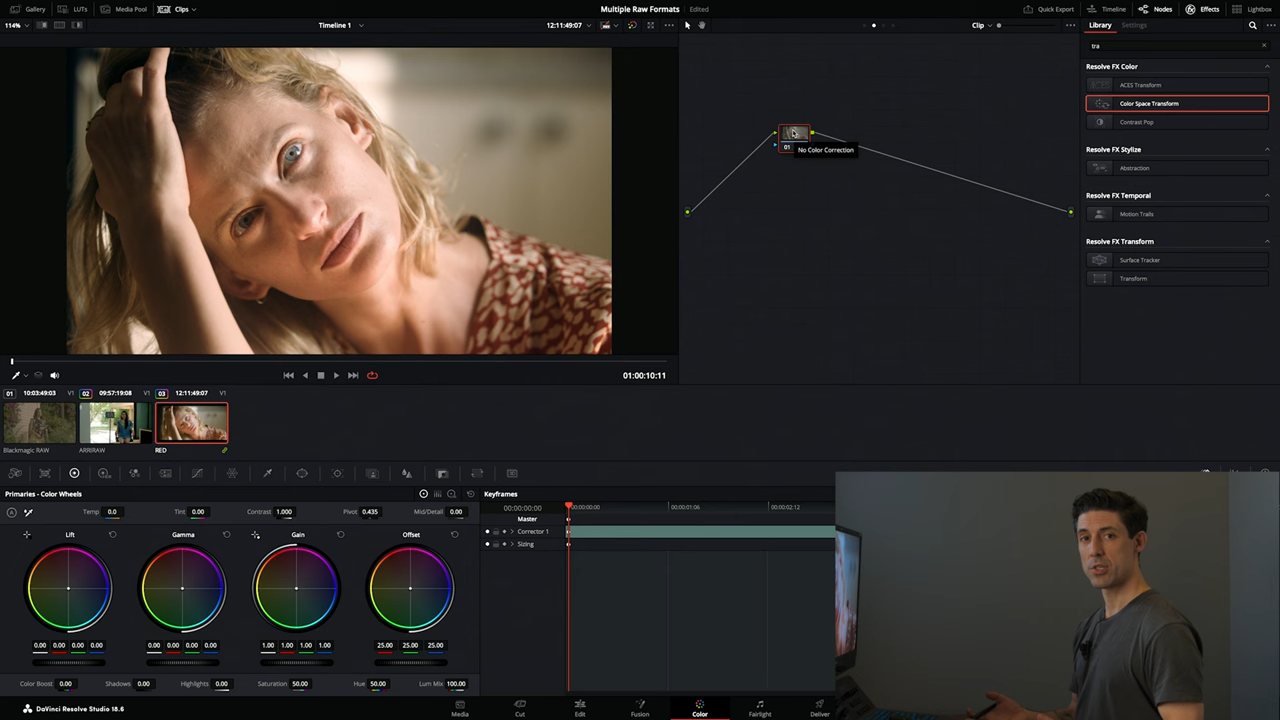 Gallery LUTs Media Pool Clips Multiple Raw Formats Edited Quick Export Timeline Nodes Effects Lightbox
114% Timeline 1 12:11:49:07 Clip Library Settings
tra
Resolve FX Color
ACES Transform
Color Space Transform
Contrast Pop
01 No Color Correction
Resolve FX Stylize
Abstraction
Resolve FX Temporal
Motion Trails
Resolve FX Transform
Surface Tracker
Transform
01:00:10:11
01 10:03:49:03 V1 02 09:57:19:08 V1 03 12:11:49:07 V1
Blackmagic RAW ARRIRAW RED
Primaries - Color Wheels Keyframes
Temp 0.0 Tint 0.00 Contrast 1.000 Pivot 0.435 Mid/Detail 0.00
00:00:00:00 00:00:00:00 00:00:01:06 00:00:02:12
Master
Corrector 1
Sizing
Lift Gamma Gain Offset
0.00 0.00 0.00 0.00 0.00 0.00 0.00 0.00 1.00 1.00 1.00 1.00 25.00 25.00 25.00
Color Boost 0.00 Shadows 0.00 Highlights 0.00 Saturation 50.00 Hue 50.00 Lum Mix 100.00
DaVinci Resolve Studio 18.6 Media Cut Edit Fusion Color Fairlight Deliver